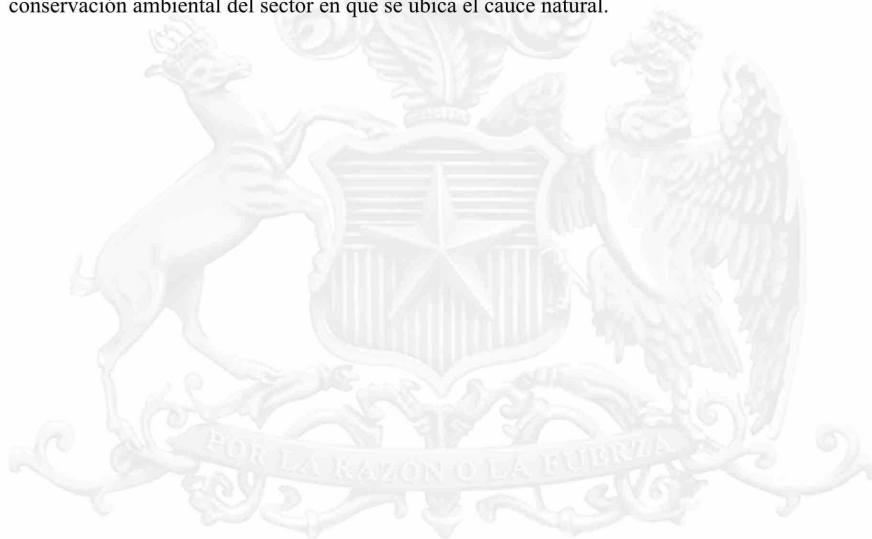 conservación ambiental del sector en que se ubica el cauce natural.
POR LA RAZON O LA FUERZA